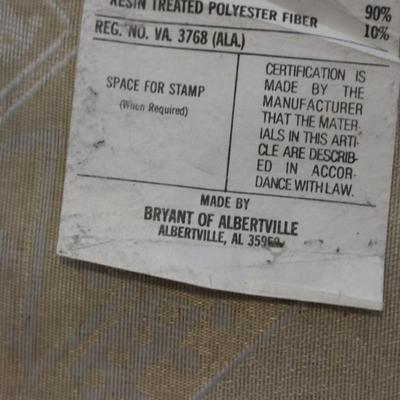 RESIN TREATED POLYESTER FIBER 90%
10%
REG. NO. VA. 3768 (ALA.)
SPACE FOR STAMP
(When Required)
CERTIFICATION IS
MADE BY THE
MANUFACTURER
THAT THE MATER-
IALS IN THIS ARTI-
CLE ARE DESCRIB-
ED IN ACCOR-
DANCE WITH LAW.
MADE BY
BRYANT OF ALBERTVILLE
ALBERTVILLE, AL 35950